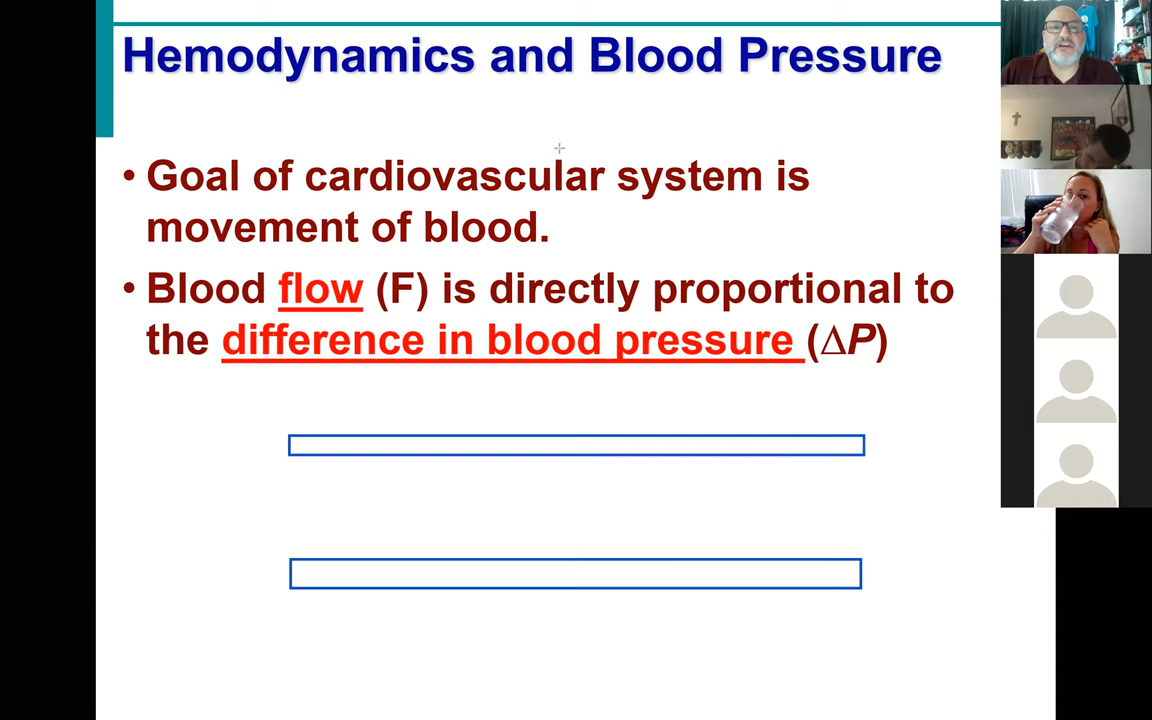 Hemodynamics and Blood Pressure
• Goal of cardiovascular system is
movement of blood.
• Blood flow (F) is directly proportional to
the difference in blood pressure (∆P)